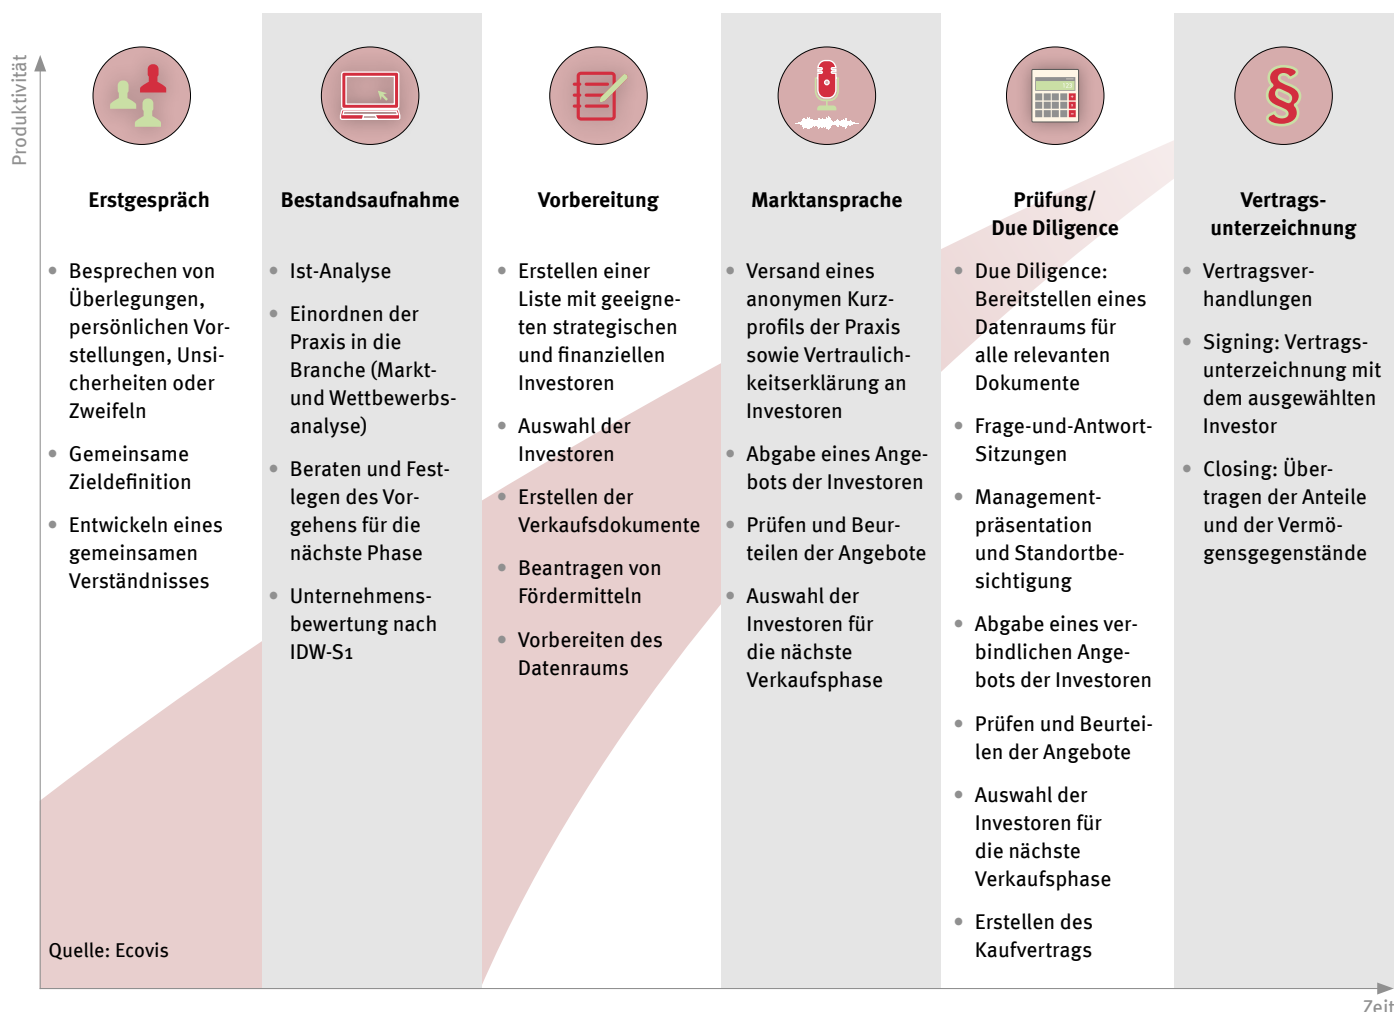 Produktivität
Erstgespräch
• Besprechen von
Überlegungen,
persönlichen Vor-
stellungen, Unsi-
cherheiten oder
Zweifeln
• Gemeinsame
Zieldefinition
• Entwickeln eines
gemeinsamen
Verständnisses
Quelle: Ecovis
Bestandsaufnahme
• Ist-Analyse
• Einordnen der
Praxis in die
Branche (Markt-
und Wettbewerbs-
analyse)
• Beraten und Fest-
legen des Vor-
gehens für die
nächste Phase
• Unternehmens-
bewertung nach
IDW-S1
Vorbereitung
• Erstellen einer
Liste mit geeigne-
ten strategischen
und finanziellen
Investoren
• Auswahl der
Investoren
• Erstellen der
Verkaufsdokumente
• Beantragen von
Fördermitteln
• Vorbereiten des
Datenraums
Marktansprache
• Versand eines
anonymen Kurz-
profils der Praxis
sowie Vertraulich-
keitserklärung an
Investoren
• Abgabe eines Ange-
bots der Investoren
• Prüfen und Beur-
teilen der Angebote
• Auswahl der
Investoren für
die nächste
Verkaufsphase
Prüfung/
Due Diligence
• Due Diligence:
Bereitstellen eines
Datenraums für
alle relevanten
Dokumente
• Frage-und-Antwort-
Sitzungen
• Management-
präsentation
und Standortbe-
sichtigung
• Abgabe eines ver-
bindlichen Ange-
bots der Investoren
• Prüfen und Beurtei-
len der Angebote
• Auswahl der
Investoren für
die nächste
Verkaufsphase
• Erstellen des
Kaufvertrags
§
Vertrags-
unterzeichnung
• Vertragsver-
handlungen
• Signing: Vertrags-
unterzeichnung mit
dem ausgewählten
Investor
• Closing: Über-
tragen der Anteile
und der Vermö-
gensgegenstände
Zeit